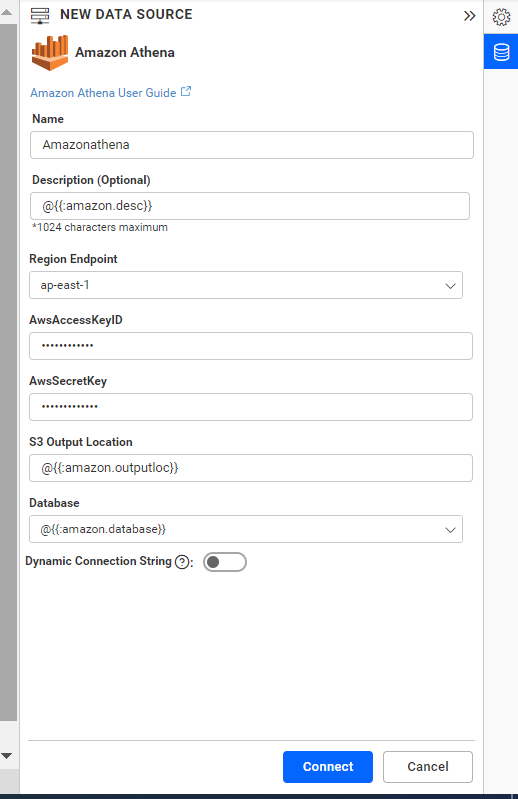 NEW DATA SOURCE
Amazon Athena
Amazon Athena User Guide
Name
Amazonathena
Description (Optional)
@{{:amazon.desc}}
*1024 characters maximum
Region Endpoint
ap-east-1
AwsAccessKeyID
••••••••••••
AwsSecretKey
•••••••••••••
S3 Output Location
@{{:amazon.outputloc}}
Database
@{{:amazon.database}}
Dynamic Connection String ?:
Connect Cancel